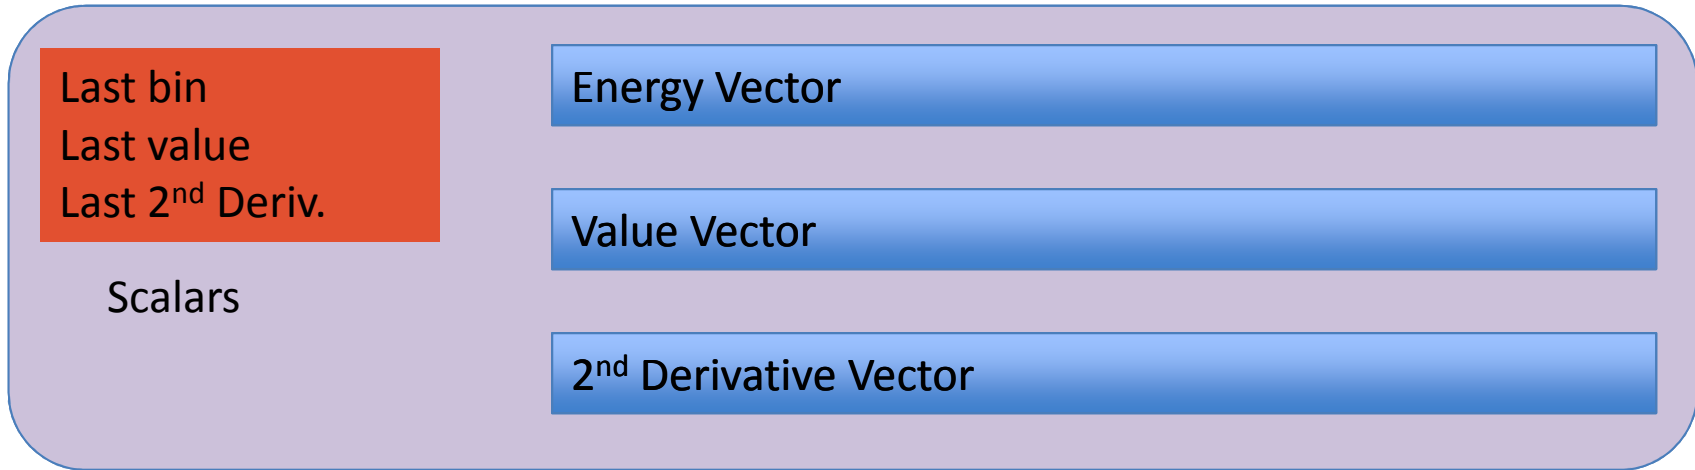 Last bin
Last value
Last 2nd Deriv.
Scalars
Energy Vector
Value Vector
2nd Derivative Vector